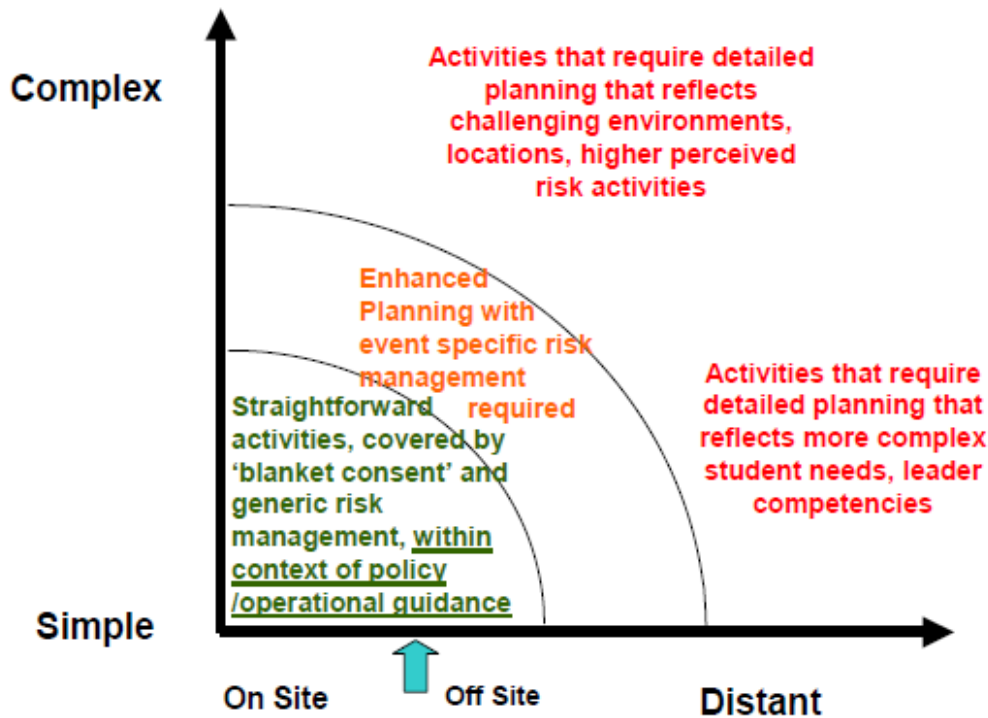 Complex
Activities that require detailed
planning that reflects
challenging environments,
locations, higher perceived
risk activities
Enhanced
Planning with
event specific risk
management
required
Straightforward
activities, covered by
‘blanket consent’ and
generic risk
management, within
context of policy
/operational guidance
Activities that require
detailed planning that
reflects more complex
student needs, leader
competencies
Simple
On Site
Off Site
Distant